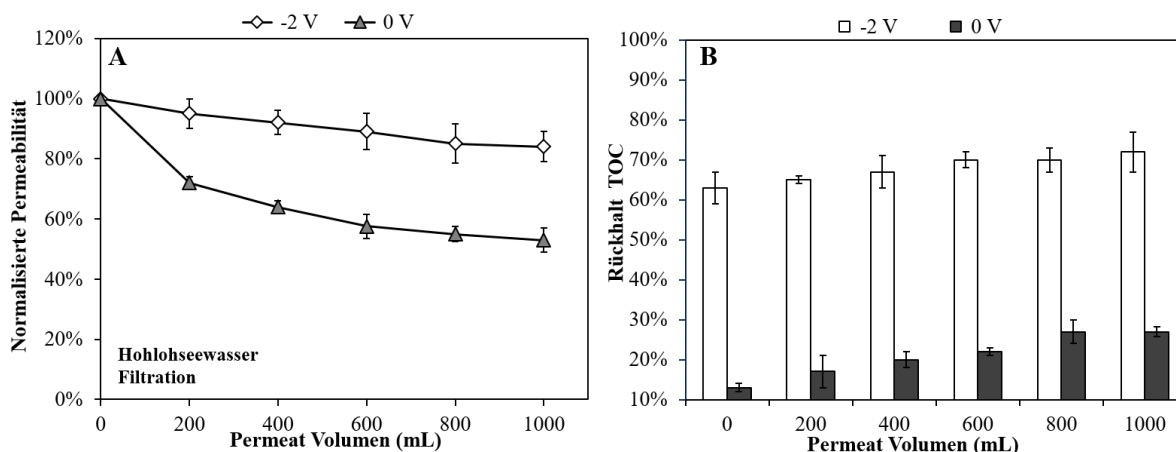 -2 V 0 V
A
120%
100%
80%
60%
40%
20%
0%
Normalisierte Permeabilität
Hohlohseewasser
Filtration
0 200 400 600 800 1000
Permeat Volumen (mL)
-2 V 0 V
B
100%
90%
80%
70%
60%
50%
40%
30%
20%
10%
Rückhalt TOC
0 200 400 600 800 1000
Permeat Volumen (mL)